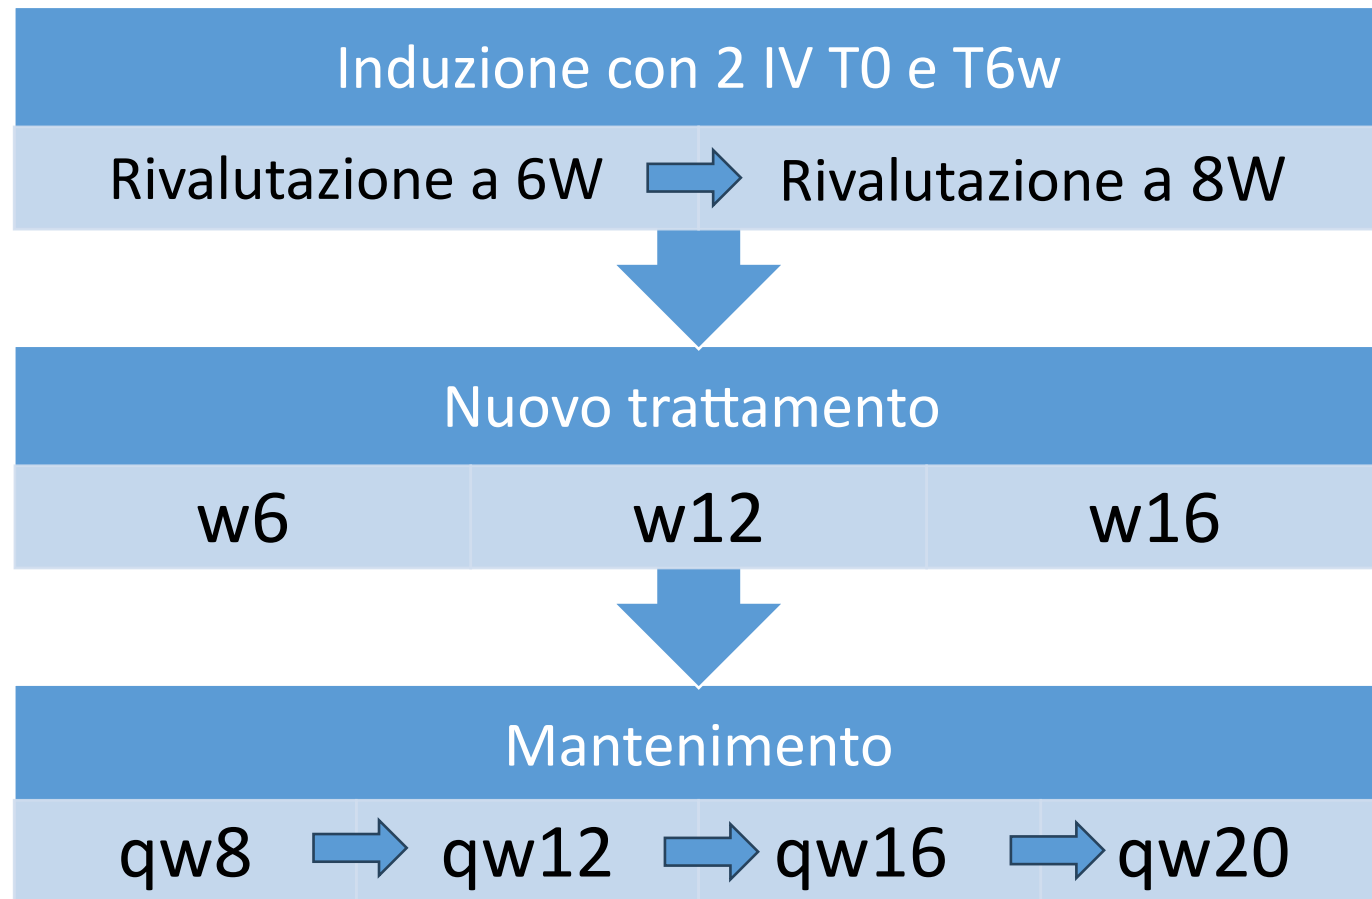 Induzione con 2 IV T0 e T6w
Rivalutazione a 6W Rivalutazione a 8W
Nuovo trattamento
w6 w12 w16
Mantenimento
qw8 qw12 qw16 qw20